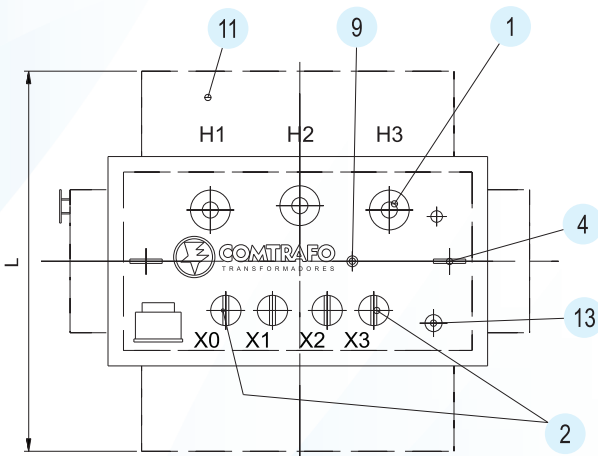 11 9 1
H1 H2 H3
4
L
COMTRAFO
TRANSFORMADORES
13
X0 X1 X2 X3
2